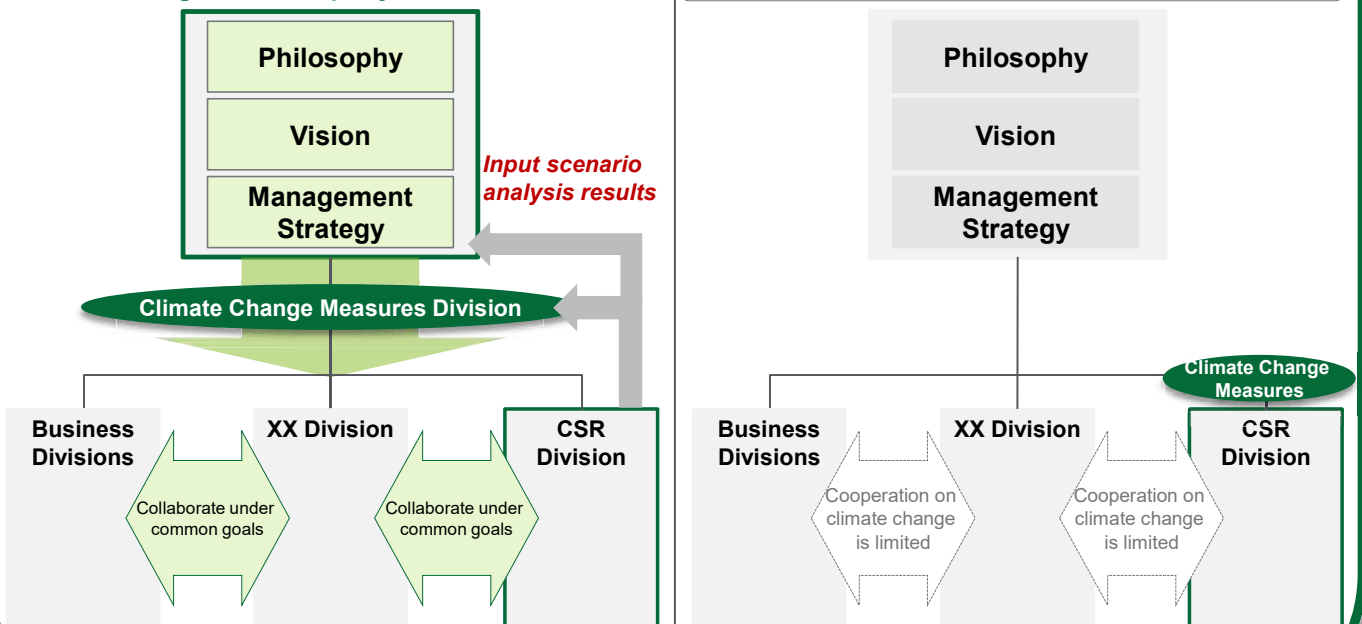 Philosophy
Vision
Management
Strategy
Input scenario
analysis results
Climate Change Measures Division
Business
Divisions
XX Division
CSR
Division
Collaborate under
common goals
Collaborate under
common goals
Philosophy
Vision
Management
Strategy
Climate Change
Measures
Business
Divisions
XX Division
CSR
Division
Cooperation on
climate change
is limited
Cooperation on
climate change
is limited